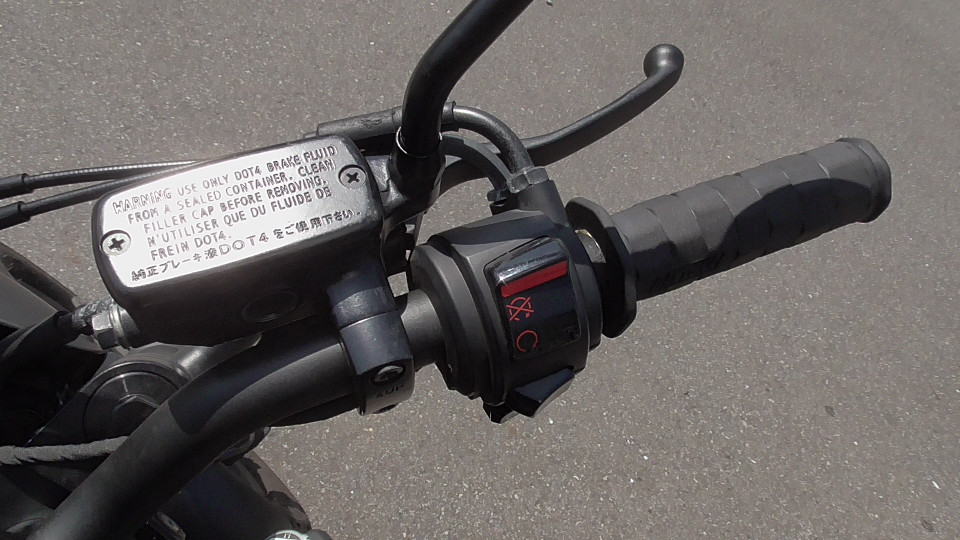 WARNING USE ONLY DOT4 BRAKE FLUID
FROM A SEALED CONTAINER. CLEAN
FILLER CAP BEFORE REMOVING.
N'UTILISER QUE DU FLUIDE DE
FREIN DOT4.
純正ブレーキ液DOT4をご使用下さい.